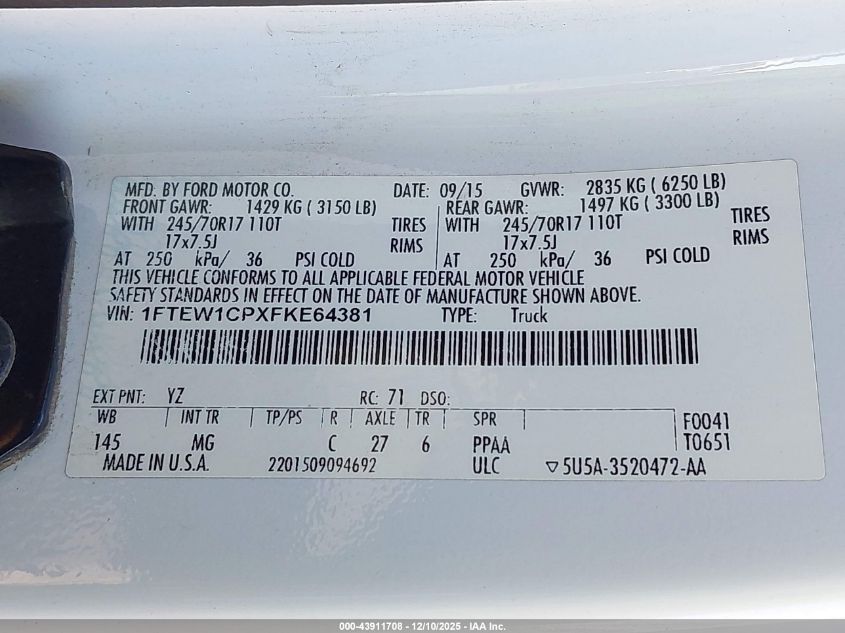 MFD. BY FORD MOTOR CO. DATE: 09/15 GVWR: 2835 KG ( 6250 LB)
FRONT GAWR: 1429 KG ( 3150 LB) REAR GAWR: 1497 KG ( 3300 LB)
WITH 245/70R17 110T TIRES WITH 245/70R17 110T TIRES
17x7.5J RIMS 17x7.5J RIMS
AT 250 kPa/ 36 PSI COLD AT 250 kPa/ 36 PSI COLD
THIS VEHICLE CONFORMS TO ALL APPLICABLE FEDERAL MOTOR VEHICLE
SAFETY STANDARDS IN EFFECT ON THE DATE OF MANUFACTURE SHOWN ABOVE.
VIN: 1FTEW1CPXFKE64381 TYPE: Truck
EXT PNT: YZ RC: 71 DSO:
WB INT TR TP/PS R AXLE TR SPR F0041
145 MG C 27 6 PPAA T0651
MADE IN U.S.A. 2201509094692 ULC ▽5U5A-3520472-AA
000-43911708 - 12/10/2025 - IAA Inc.